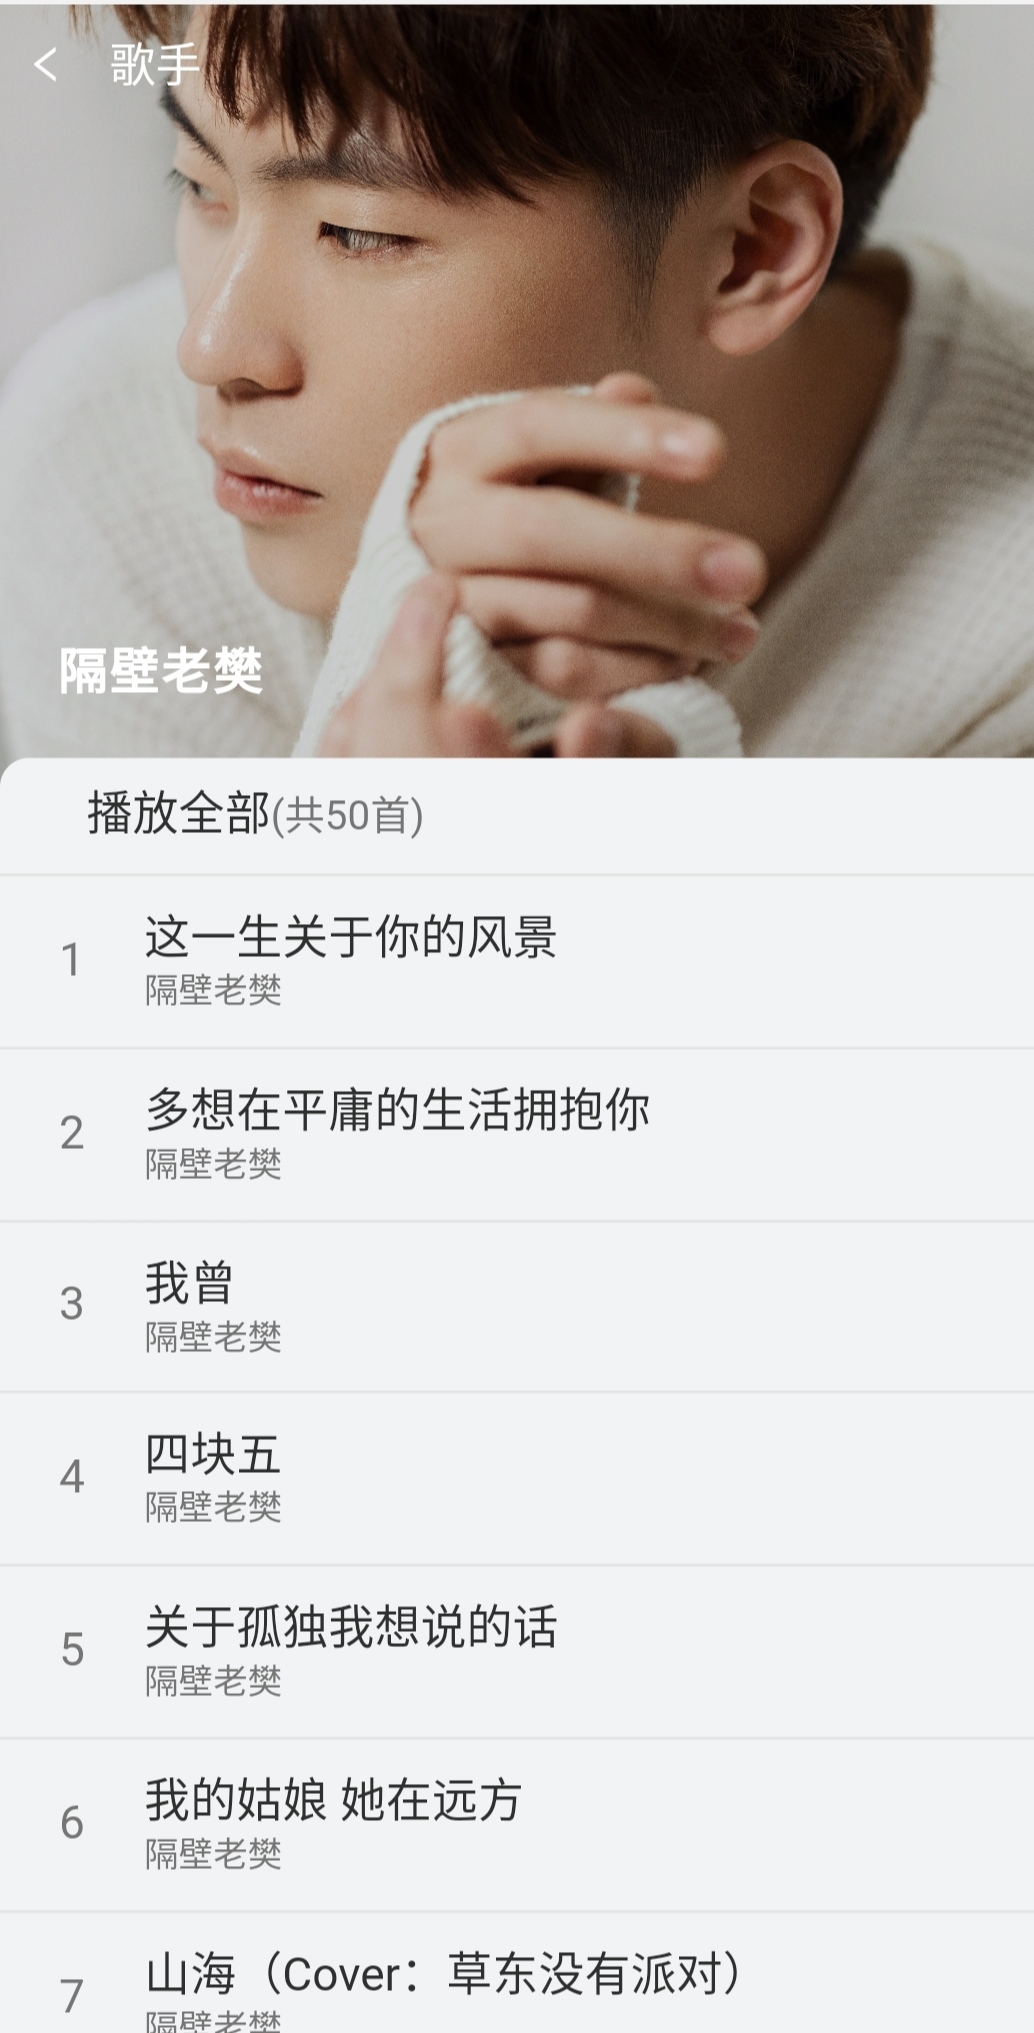 歌手
隔壁老樊
播放全部(共50首)
1
这一生关于你的风景
隔壁老樊
2
多想在平庸的生活拥抱你
隔壁老樊
3
我曾
隔壁老樊
4
四块五
隔壁老樊
5
关于孤独我想说的话
隔壁老樊
6
我的姑娘 她在远方
隔壁老樊
7
山海（Cover：草东没有派对）
隔壁老樊